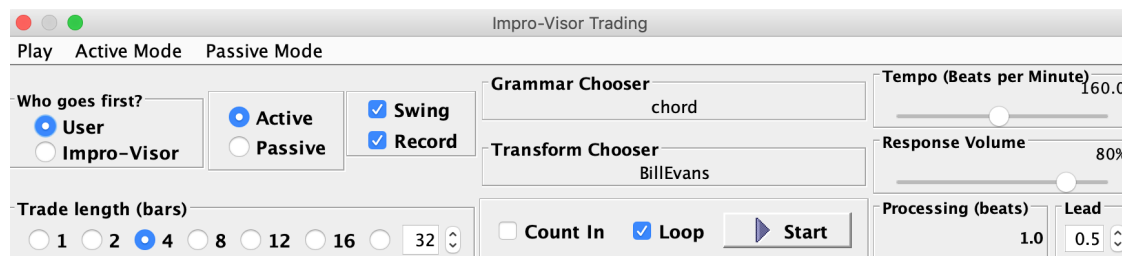 Impro-Visor Trading
Play Active Mode Passive Mode
Who goes first?
User
Impro-Visor
Active
Passive
Swing
Record
Grammar Chooser
chord
Transform Chooser
BillEvans
Tempo (Beats per Minute)
160.0
Response Volume
80%
Trade length (bars)
1 2 4 8 12 16 32
Count In Loop Start
Processing (beats)
1.0
Lead
0.5